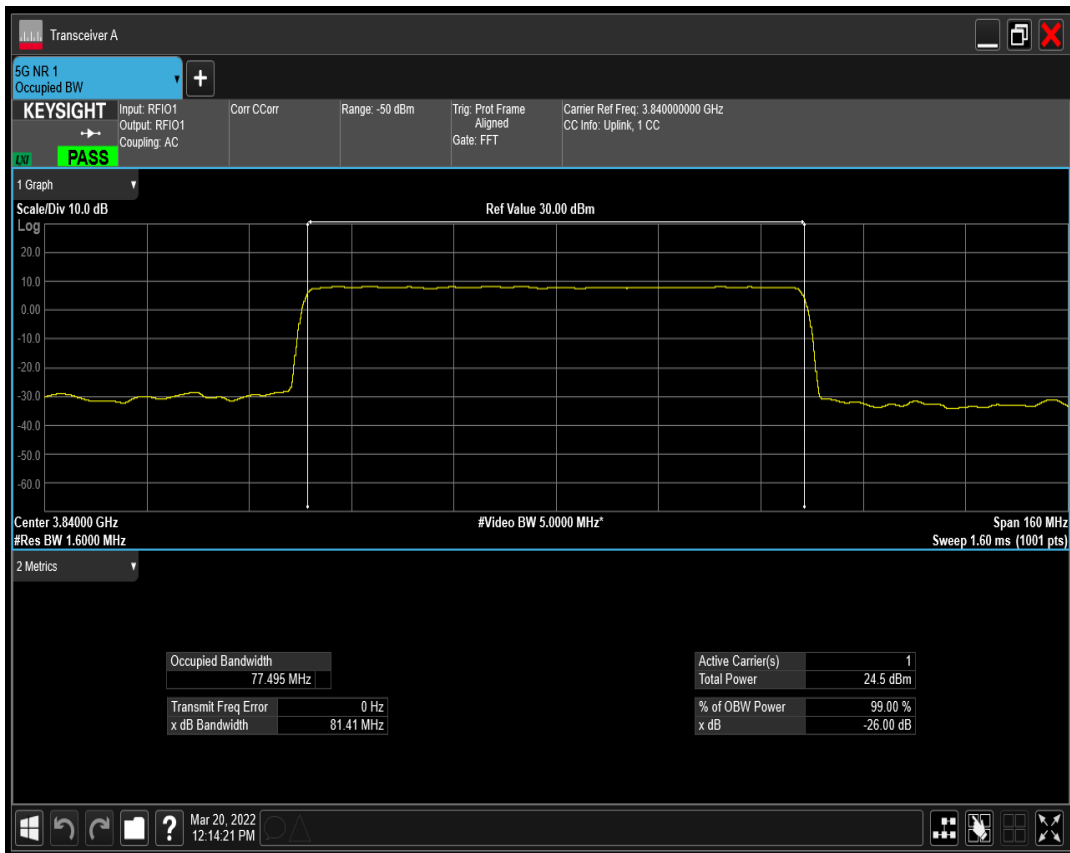 Transceiver A
5G NR 1
Occupied BW
+
KEYSIGHT
LXI
PASS
Input: RFIO1
Output: RFIO1
Coupling: AC
Corr CCorr
Range: -50 dBm
Trig: Prot Frame
Aligned
Gate: FFT
Carrier Ref Freq: 3.840000000 GHz
CC Info: Uplink, 1 CC
1 Graph
Scale/Div 10.0 dB
Ref Value 30.00 dBm
Log
20.0
10.0
0.00
-10.0
-20.0
-30.0
-40.0
-50.0
-60.0
Center 3.84000 GHz
#Video BW 5.0000 MHz*
Span 160 MHz
#Res BW 1.6000 MHz
Sweep 1.60 ms (1001 pts)
2 Metrics
Occupied Bandwidth
77.495 MHz
Transmit Freq Error 0 Hz
x dB Bandwidth 81.41 MHz
Active Carrier(s) 1
Total Power 24.5 dBm
% of OBW Power 99.00 %
x dB -26.00 dB
?
Mar 20, 2022
12:14:21 PM